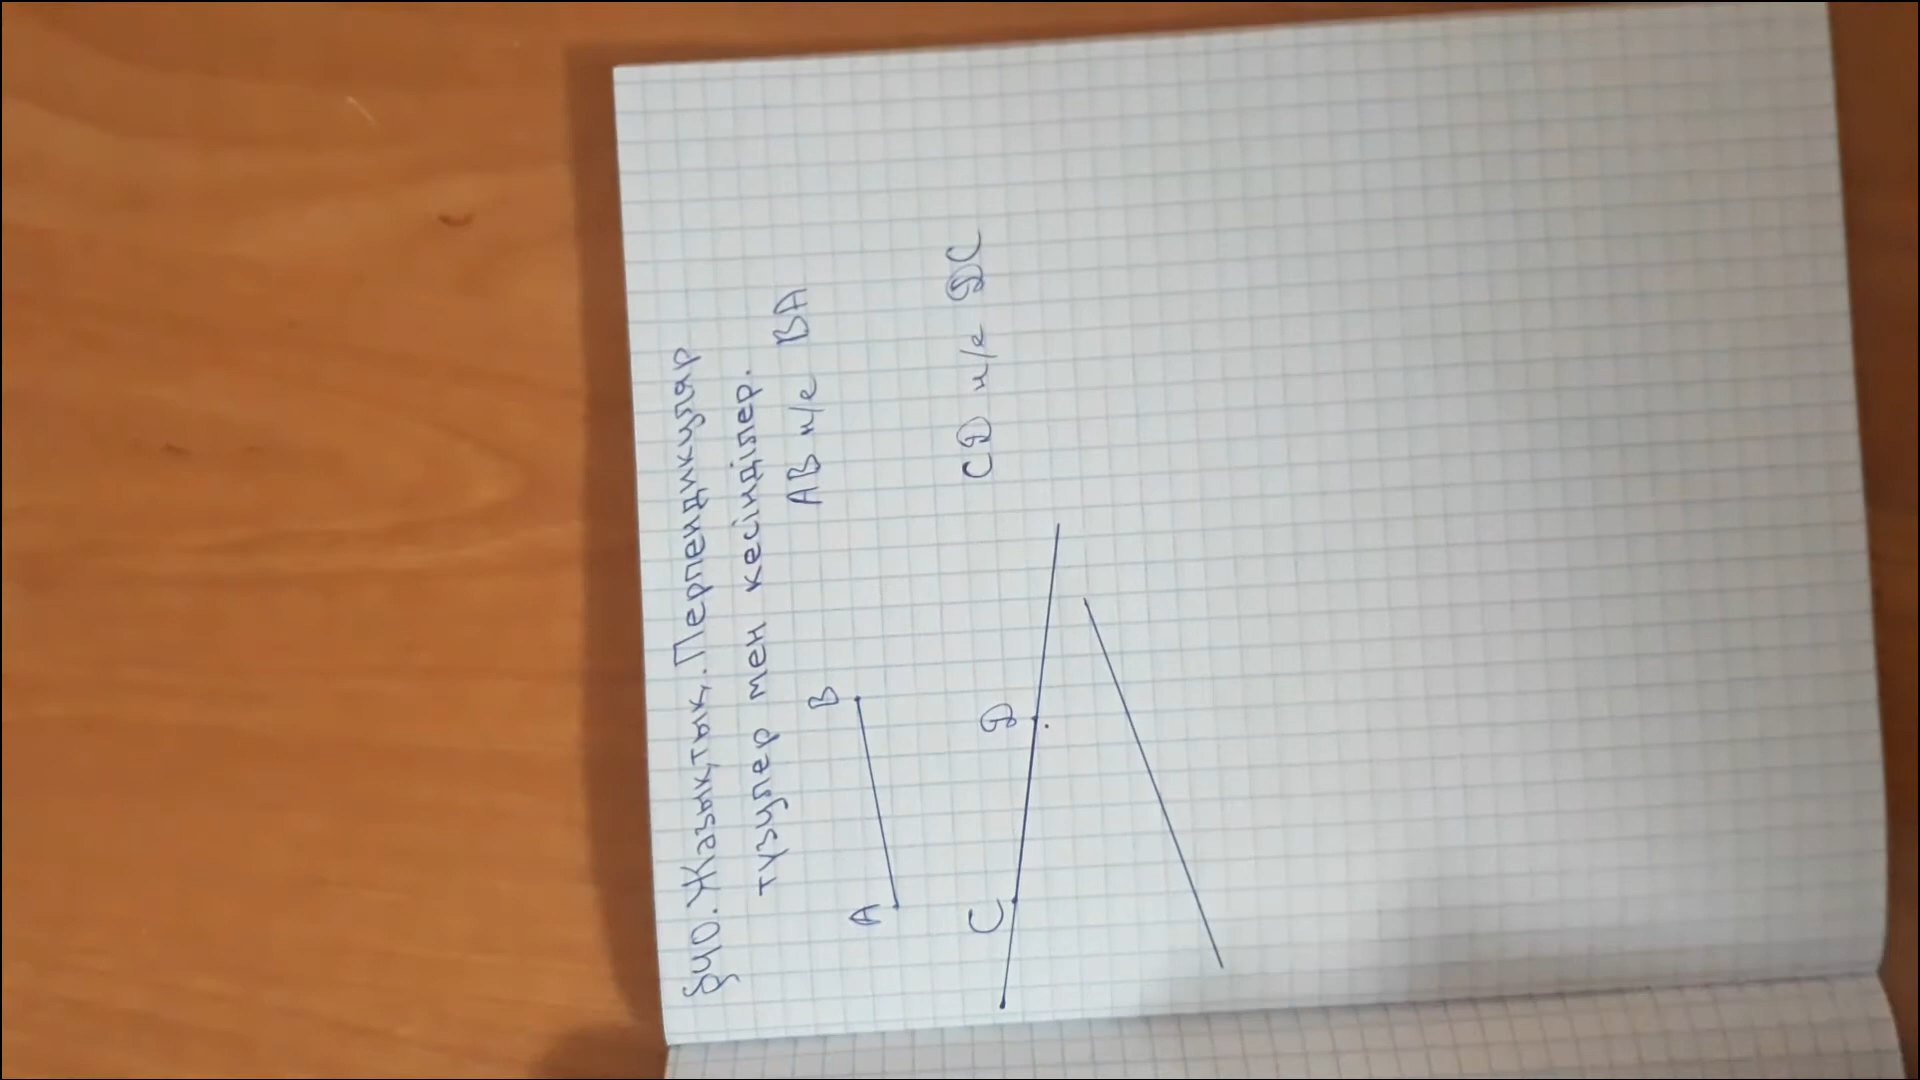 §40. Жазықтық. Перпендикуляр
түзулер мен кесінділер.
AB н/е BA
A B
CD н/е DC
C D